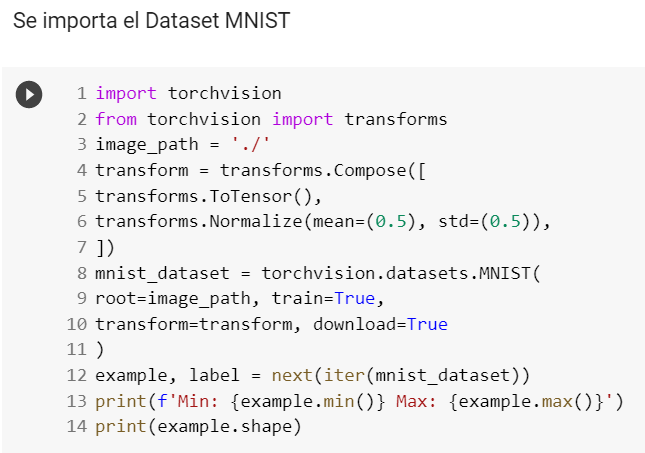 Se importa el Dataset MNIST
1 import torchvision
2 from torchvision import transforms
3 image_path = './'
4 transform = transforms.Compose([
5 transforms.ToTensor(),
6 transforms.Normalize(mean=(0.5), std=(0.5)),
7 ])
8 mnist_dataset = torchvision.datasets.MNIST(
9 root=image_path, train=True,
10 transform=transform, download=True
11 )
12 example, label = next(iter(mnist_dataset))
13 print(f'Min: {example.min()} Max: {example.max()}')
14 print(example.shape)